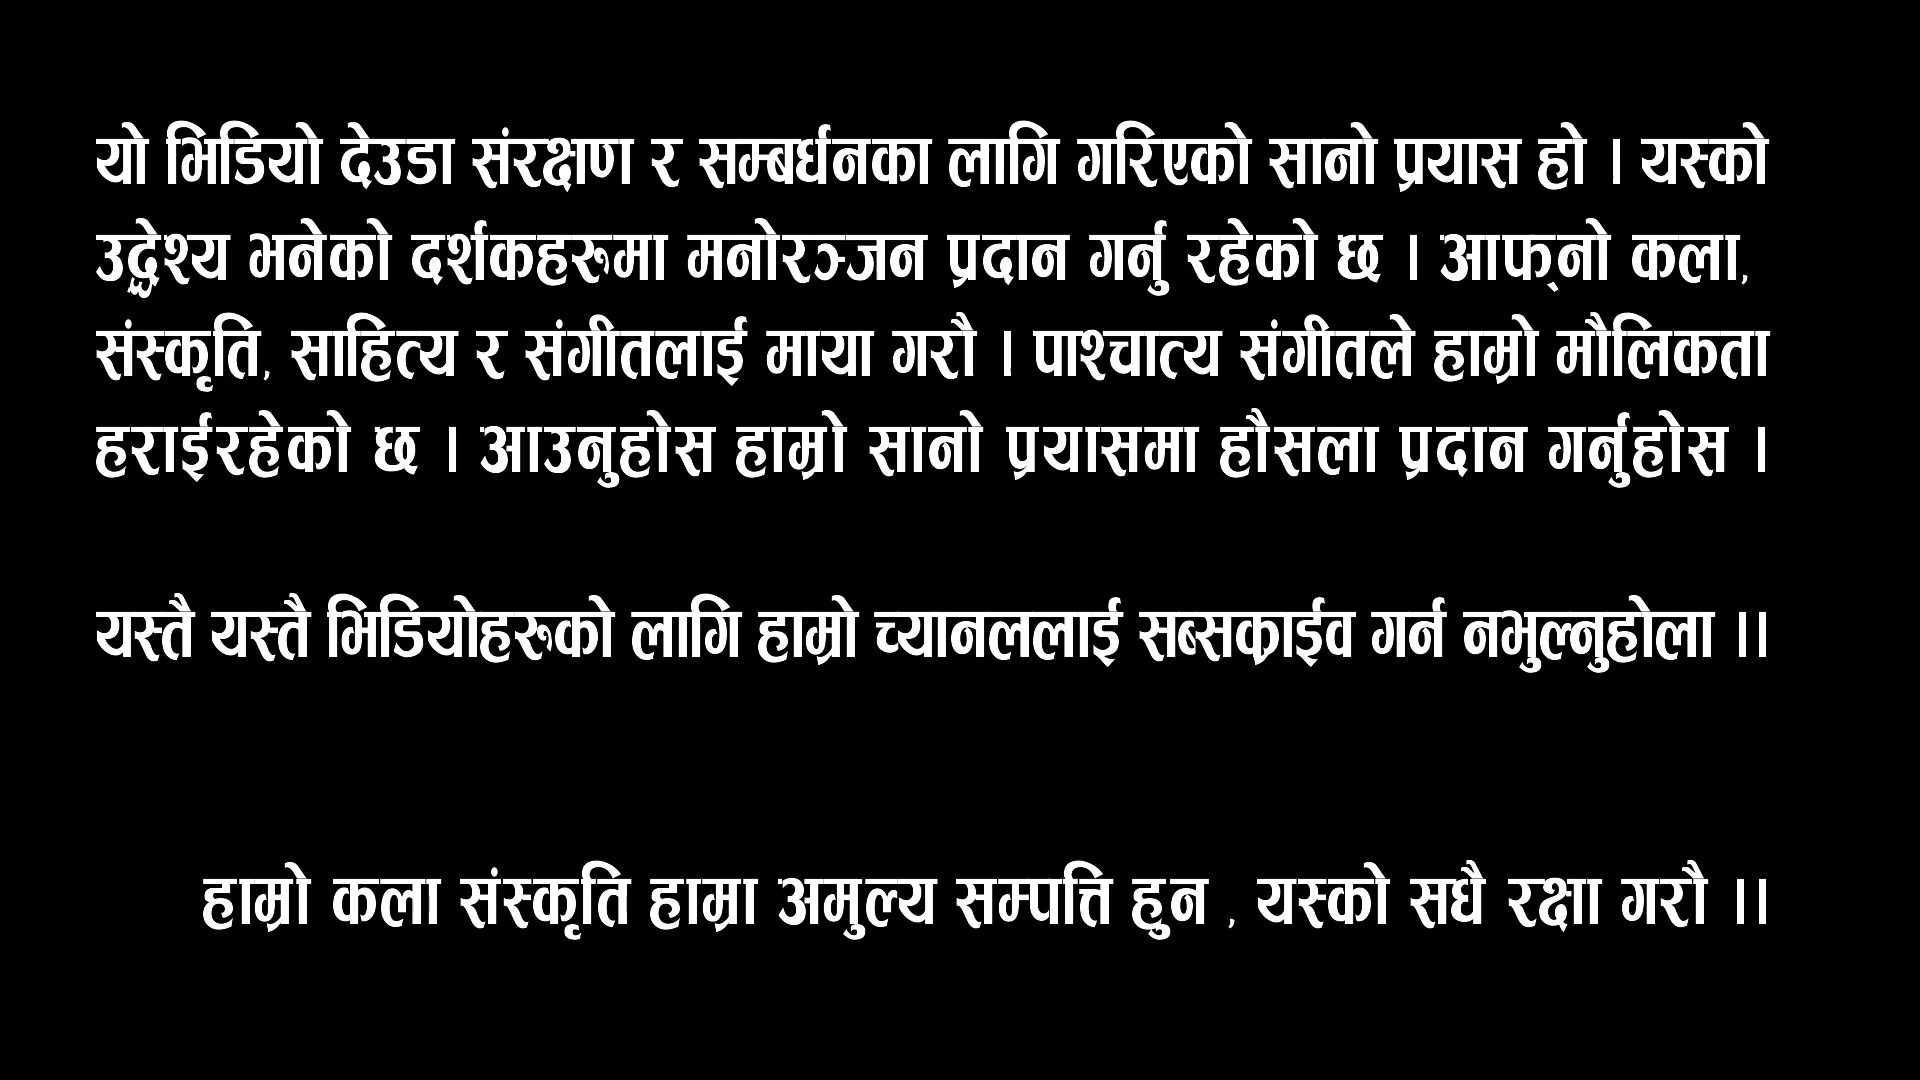 यो भिडियो देउडा संरक्षण र सम्बर्धनका लागि गरिएको सानो प्रयास हो । यस्को
उद्धेश्य भनेको दर्शकहरुमा मनोरञ्जन प्रदान गर्नु रहेको छ । आफ्नो कला,
संस्कृति, साहित्य र संगीतलाई माया गरौ । पाश्चात्य संगीतले हाम्रो मौलिकता
हराईरहेको छ । आउनुहोस हाम्रो सानो प्रयासमा हौसला प्रदान गर्नुहोस ।
यस्तै यस्तै भिडियोहरुको लागि हाम्रो च्यानललाई सब्सक्राईव गर्न नभुल्नुहोला ।।
हाम्रो कला संस्कृति हाम्रा अमुल्य सम्पत्ति हुन , यस्को सधै रक्षा गरौ ।।